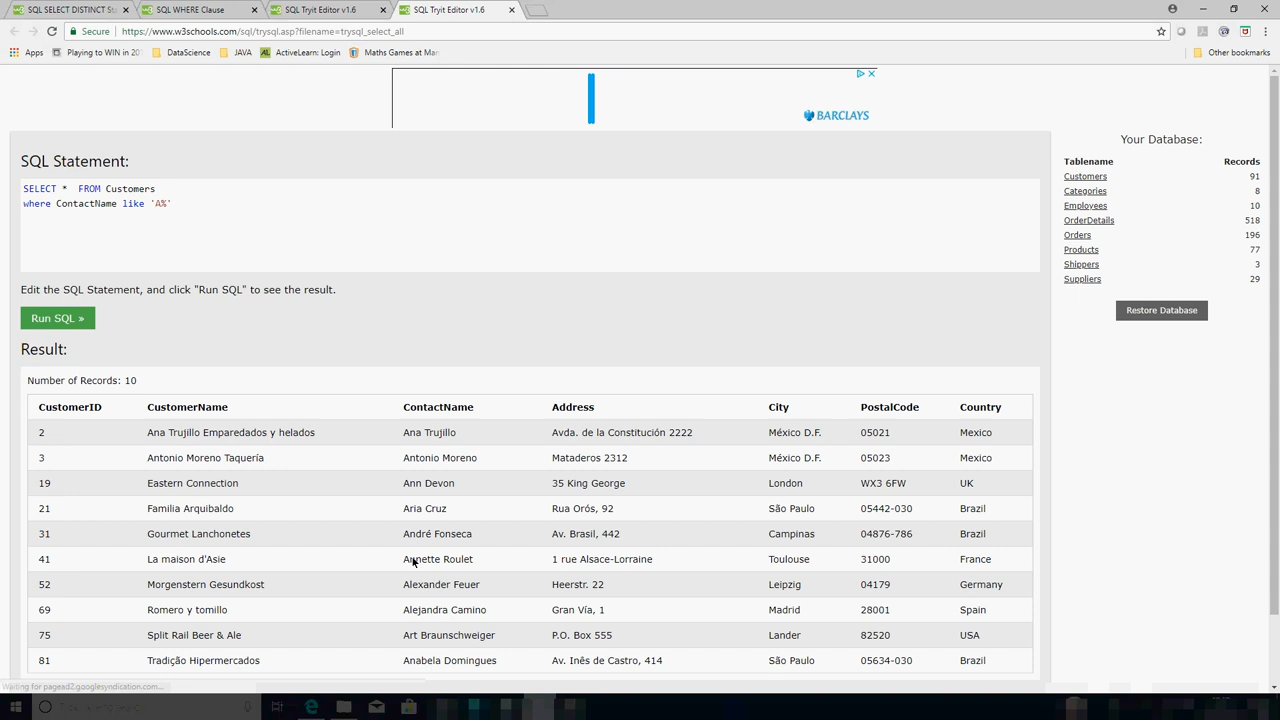 SQL SELECT DISTINCT St
SQL WHERE Clause
SQL Tryit Editor v1.6
SQL Tryit Editor v1.6
Secure
https://www.w3schools.com/sql/trysql.asp?filename=trysql_select_all
Apps
Playing to WIN in 20
DataScience
JAVA
ActiveLearn: Login
Maths Games at Mar
Other bookmarks
BARCLAYS
SQL Statement:
SELECT * FROM Customers
where ContactName like 'A%'
Edit the SQL Statement, and click "Run SQL" to see the result.
Run SQL »
Result:
Number of Records: 10
CustomerID CustomerName ContactName Address City PostalCode Country
2 Ana Trujillo Emparedados y helados Ana Trujillo Avda. de la Constitución 2222 México D.F. 05021 Mexico
3 Antonio Moreno Taquería Antonio Moreno Mataderos 2312 México D.F. 05023 Mexico
19 Eastern Connection Ann Devon 35 King George London WX3 6FW UK
21 Familia Arquibaldo Aria Cruz Rua Orós, 92 São Paulo 05442-030 Brazil
31 Gourmet Lanchonetes André Fonseca Av. Brasil, 442 Campinas 04876-786 Brazil
41 La maison d'Asie Annette Roulet 1 rue Alsace-Lorraine Toulouse 31000 France
52 Morgenstern Gesundkost Alexander Feuer Heerstr. 22 Leipzig 04179 Germany
69 Romero y tomillo Alejandra Camino Gran Vía, 1 Madrid 28001 Spain
75 Split Rail Beer & Ale Art Braunschweiger P.O. Box 555 Lander 82520 USA
81 Tradição Hipermercados Anabela Domingues Av. Inês de Castro, 414 São Paulo 05634-030 Brazil
Your Database:
Tablename Records
Customers 91
Categories 8
Employees 10
OrderDetails 518
Orders 196
Products 77
Shippers 3
Suppliers 29
Restore Database
Waiting for pagead2.googlesyndication.com...